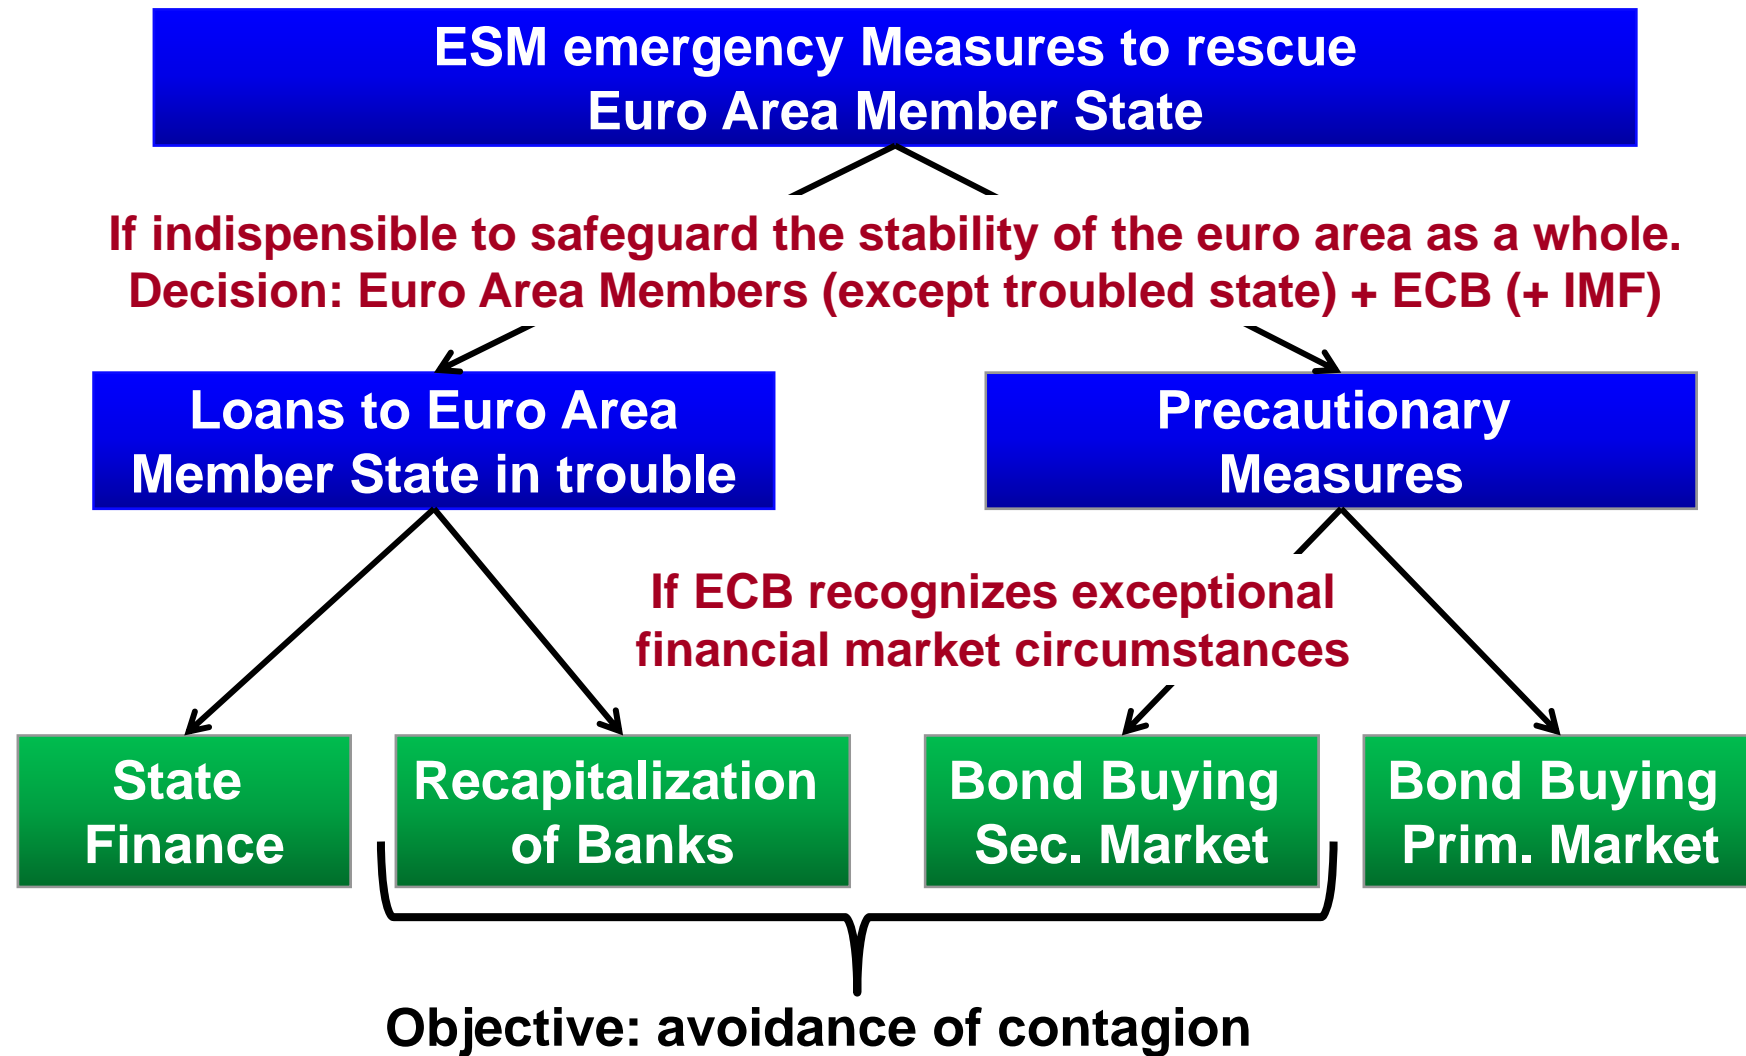 ESM emergency Measures to rescue
Euro Area Member State
If indispensible to safeguard the stability of the euro area as a whole.
Decision: Euro Area Members (except troubled state) + ECB (+ IMF)
Loans to Euro Area
Member State in trouble
Precautionary
Measures
If ECB recognizes exceptional
financial market circumstances
State
Finance
Recapitalization
of Banks
Bond Buying
Sec. Market
Bond Buying
Prim. Market
Objective: avoidance of contagion